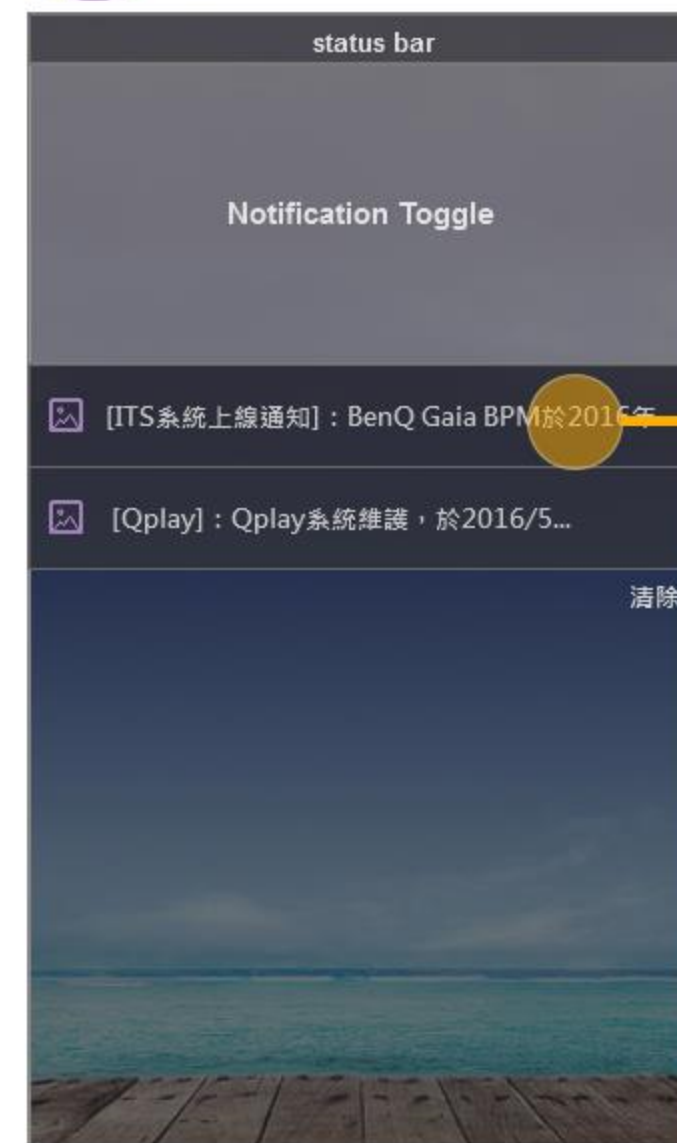 status bar
Notification Toggle
[ITS系統上線通知]：BenQ Gaia BPM於2016年
[Qplay]：Qplay系統維護，於2016/5...
清除